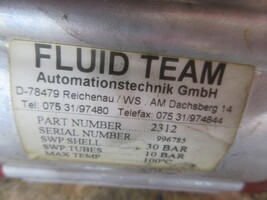 FLUID TEAM
Automationstechnik GmbH
D-78479 Reichenau / WS . AM Dachsberg 14
Tel: 075 31/97480 Telefax: 075 31/974844
PART NUMBER ........ 2312
SERIAL NUMBER 996785
SWP.SHELL ........ 30 BAR
SWP.TUBES ........ 10 BAR
MAX TEMP ........ 100°C